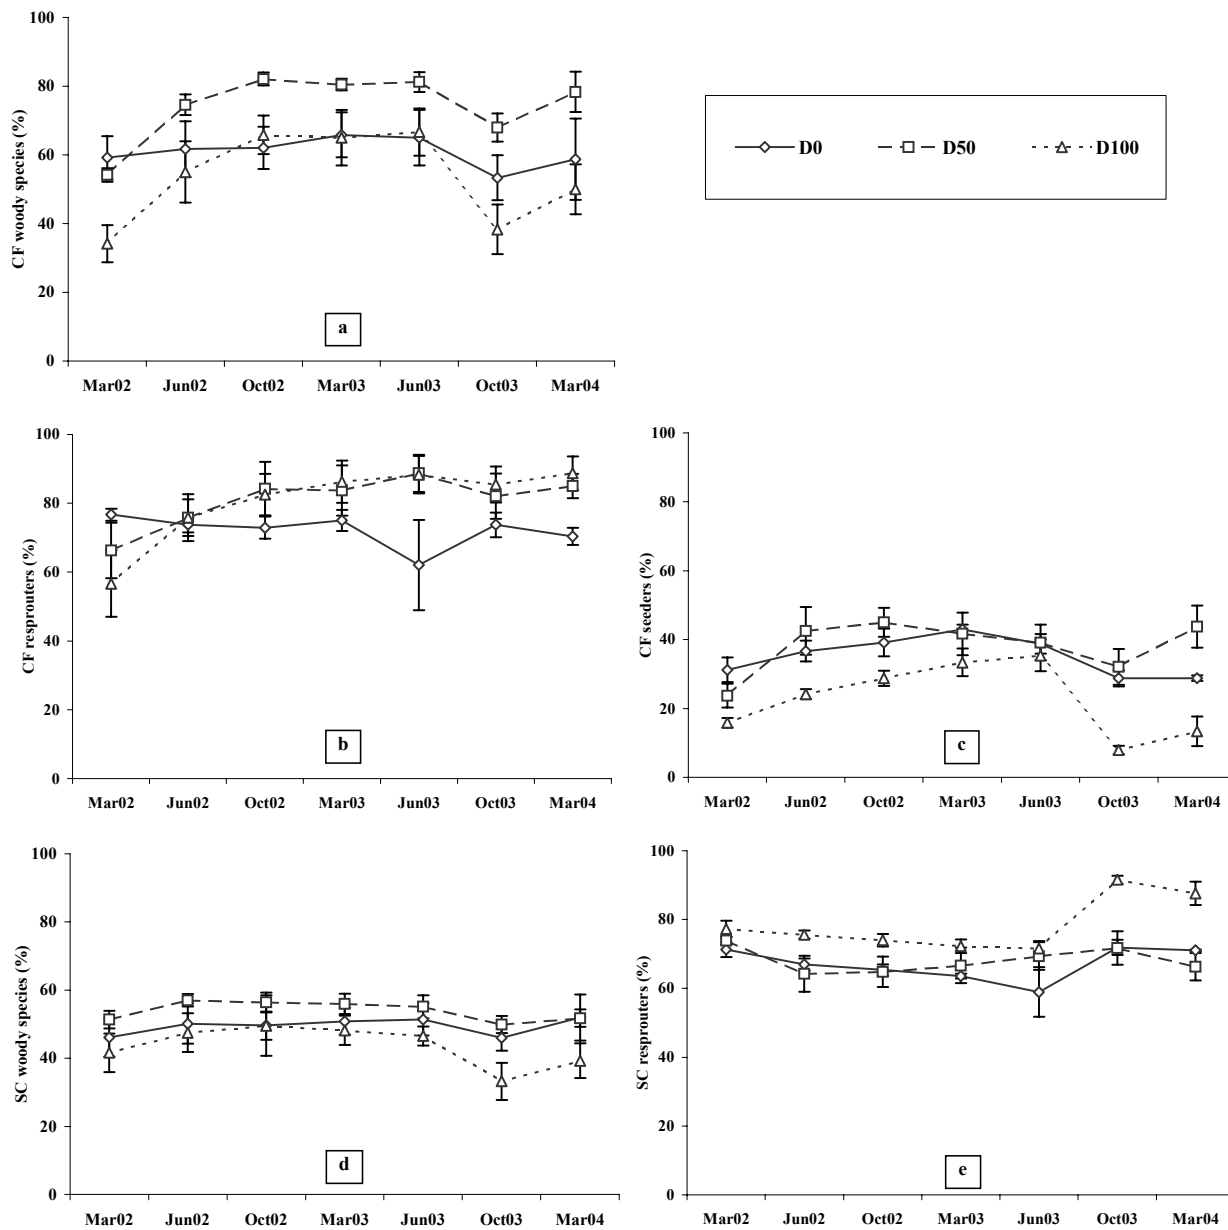 CF woody species (%)
100
80
60
40
20
0
a
Mar02 Jun02 Oct02 Mar03 Jun03 Oct03 Mar04
D0 D50 D100
CF resprouters (%)
100
80
60
40
20
0
b
Mar02 Jun02 Oct02 Mar03 Jun03 Oct03 Mar04
CF seeders (%)
100
80
60
40
20
0
c
Mar02 Jun02 Oct02 Mar03 Jun03 Oct03 Mar04
SC woody species (%)
100
80
60
40
20
0
d
Mar02 Jun02 Oct02 Mar03 Jun03 Oct03 Mar04
SC resprouters (%)
100
80
60
40
20
0
e
Mar02 Jun02 Oct02 Mar03 Jun03 Oct03 Mar04